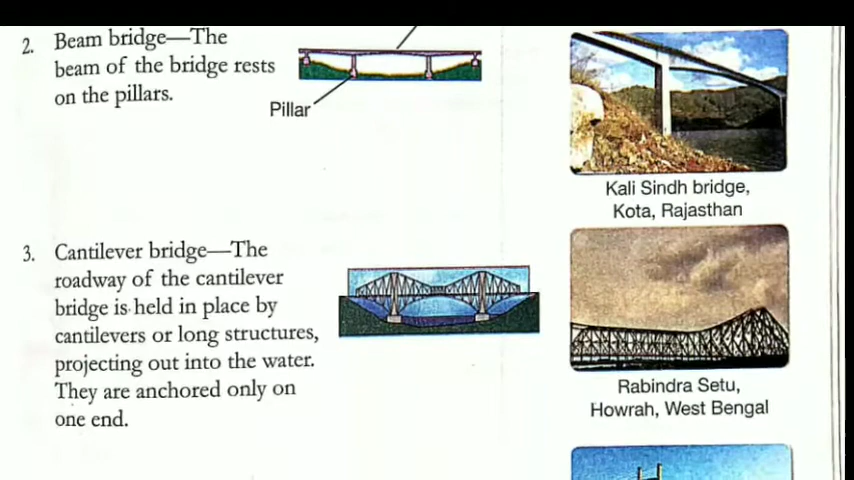 2. Beam bridge—The
beam of the bridge rests
on the pillars.
Pillar
Kali Sindh bridge,
Kota, Rajasthan
3. Cantilever bridge—The
roadway of the cantilever
bridge is held in place by
cantilevers or long structures,
projecting out into the water.
They are anchored only on
one end.
Rabindra Setu,
Howrah, West Bengal